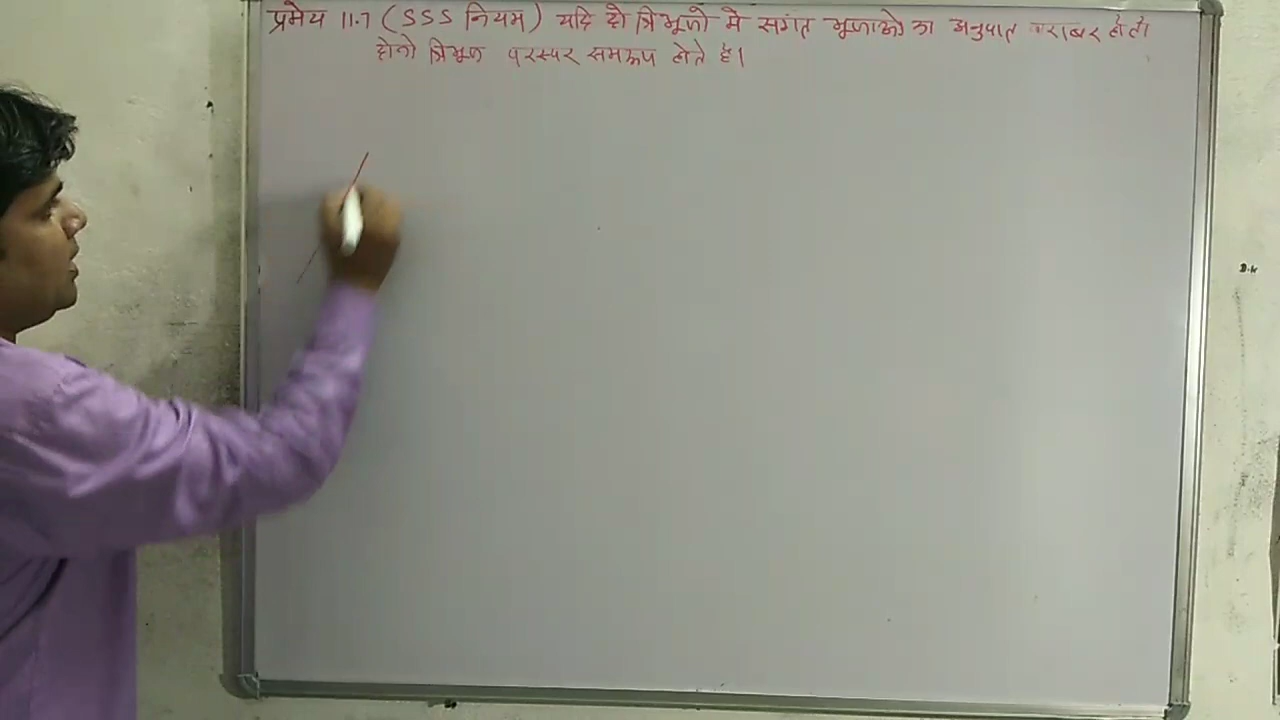 प्रमेय 11.7 (SSS नियम) यदि दो त्रिभूजो मे संगत भूजाओ का अनुपात बराबर हो तो
दोनो त्रिभूज परस्पर समरूप होते है।